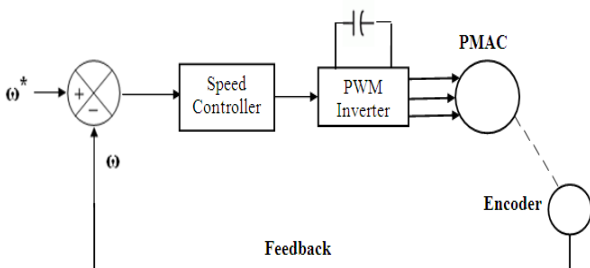 PMAC
ω*
+
−
Speed
Controller
PWM
Inverter
ω
Encoder
Feedback